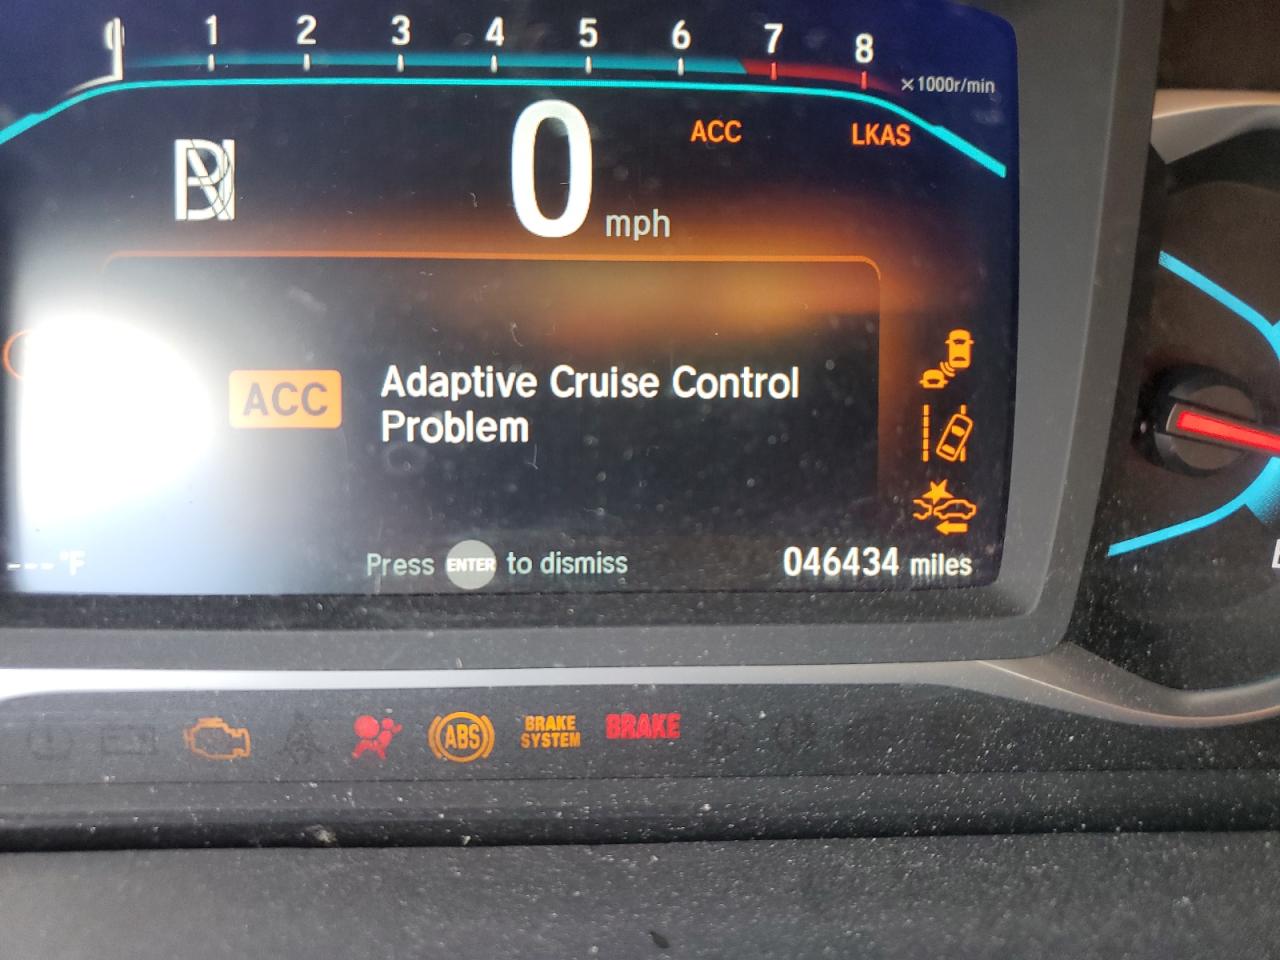 1 2 3 4 5 6 7 8
x1000r/min
0 mph
ACC
LKAS
ACC
Adaptive Cruise Control
Problem
---°F
Press ENTER to dismiss
046434 miles
ABS
BRAKE
SYSTEM
BRAKE